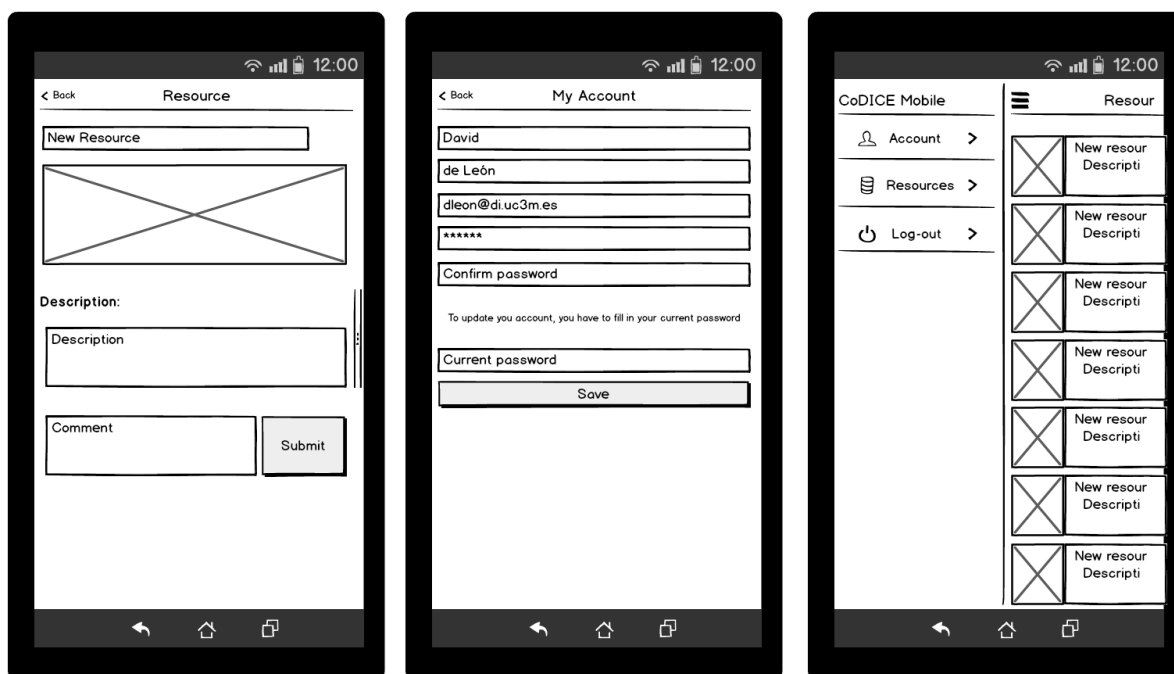 12:00
< Back
Resource
New Resource
Description:
Description
Comment
Submit
12:00
< Back
My Account
David
de León
dleon@di.uc3m.es
******
Confirm password
To update you account, you have to fill in your current password
Current password
Save
12:00
CoDICE Mobile
Account >
Resources >
Log-out >
Resour
New resour
Descripti
New resour
Descripti
New resour
Descripti
New resour
Descripti
New resour
Descripti
New resour
Descripti
New resour
Descripti